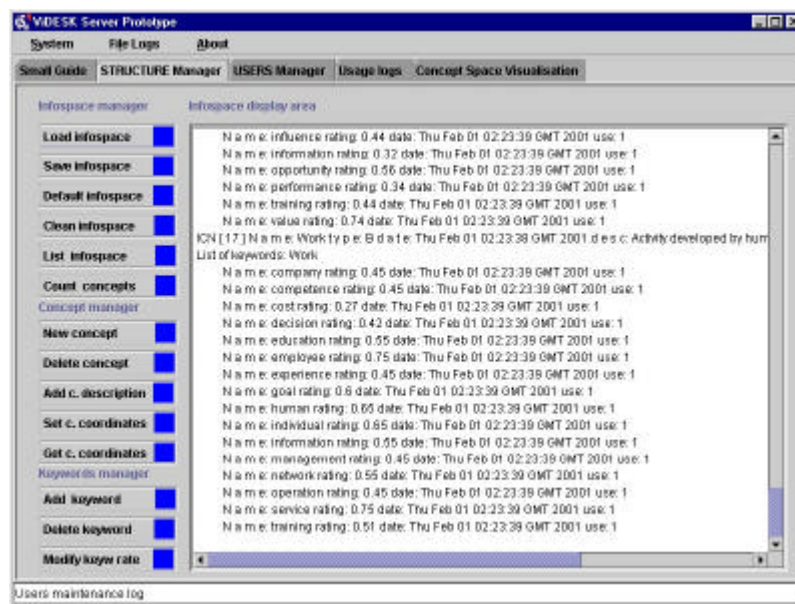 ViDESK Server Prototype
System File Logs About
Small Guide STRUCTURE Manager USERS Manager Usage logs Concept Space Visualisation
Infospace manager Infospace display area
Load infospace
Save infospace
Default infospace
Clean infospace
List infospace
Count concepts
Concept manager
New concept
Delete concept
Add c. description
Set c. coordinates
Get c. coordinates
Keywords manager
Add keyword
Delete keyword
Modify keyw rate
N a m e: influence rating: 0.44 date: Thu Feb 01 02:23:39 GMT 2001 use: 1
N a m e: information rating: 0.32 date: Thu Feb 01 02:23:39 GMT 2001 use: 1
N a m e: opportunity rating: 0.56 date: Thu Feb 01 02:23:39 GMT 2001 use: 1
N a m e: performance rating: 0.34 date: Thu Feb 01 02:23:39 GMT 2001 use: 1
N a m e: training rating: 0.44 date: Thu Feb 01 02:23:39 GMT 2001 use: 1
N a m e: value rating: 0.74 date: Thu Feb 01 02:23:39 GMT 2001 use: 1
ICN [ 17 ] N a m e: Work t y p e: B d a t e: Thu Feb 01 02:23:39 GMT 2001 d e s c: Activity developed by hum
List of keywords: Work
N a m e: company rating: 0.45 date: Thu Feb 01 02:23:39 GMT 2001 use: 1
N a m e: competence rating: 0.45 date: Thu Feb 01 02:23:39 GMT 2001 use: 1
N a m e: cost rating: 0.27 date: Thu Feb 01 02:23:39 GMT 2001 use: 1
N a m e: decision rating: 0.42 date: Thu Feb 01 02:23:39 GMT 2001 use: 1
N a m e: education rating: 0.55 date: Thu Feb 01 02:23:39 GMT 2001 use: 1
N a m e: employee rating: 0.75 date: Thu Feb 01 02:23:39 GMT 2001 use: 1
N a m e: experience rating: 0.45 date: Thu Feb 01 02:23:39 GMT 2001 use: 1
N a m e: goal rating: 0.6 date: Thu Feb 01 02:23:39 GMT 2001 use: 1
N a m e: human rating: 0.65 date: Thu Feb 01 02:23:39 GMT 2001 use: 1
N a m e: individual rating: 0.65 date: Thu Feb 01 02:23:39 GMT 2001 use: 1
N a m e: information rating: 0.55 date: Thu Feb 01 02:23:39 GMT 2001 use: 1
N a m e: management rating: 0.45 date: Thu Feb 01 02:23:39 GMT 2001 use: 1
N a m e: network rating: 0.55 date: Thu Feb 01 02:23:39 GMT 2001 use: 1
N a m e: operation rating: 0.45 date: Thu Feb 01 02:23:39 GMT 2001 use: 1
N a m e: service rating: 0.75 date: Thu Feb 01 02:23:39 GMT 2001 use: 1
N a m e: training rating: 0.51 date: Thu Feb 01 02:23:39 GMT 2001 use: 1
Users maintenance log